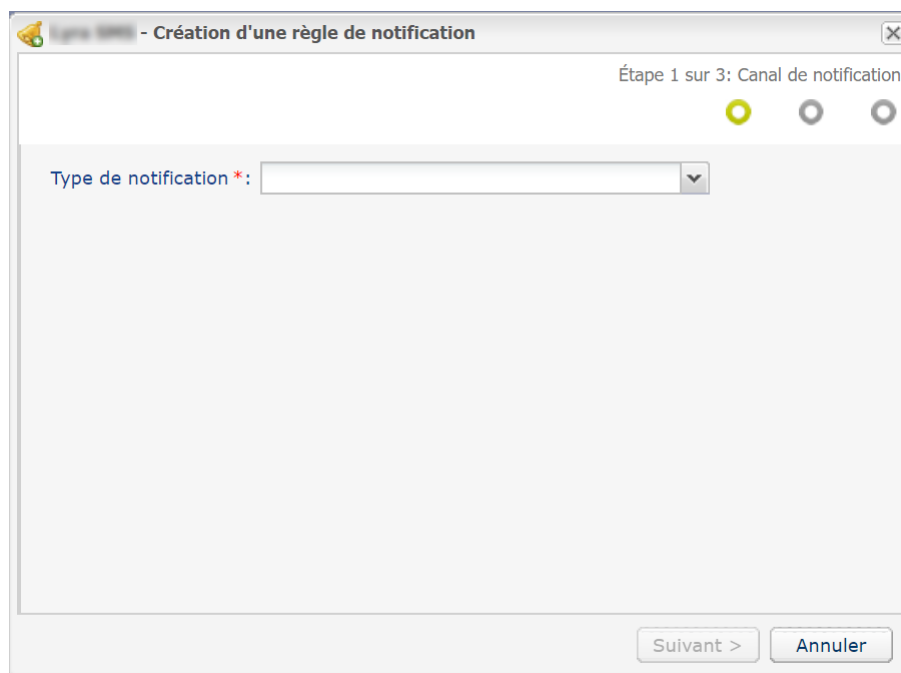 - Création d'une règle de notification
Étape 1 sur 3: Canal de notification
Type de notification *:
Suivant >
Annuler